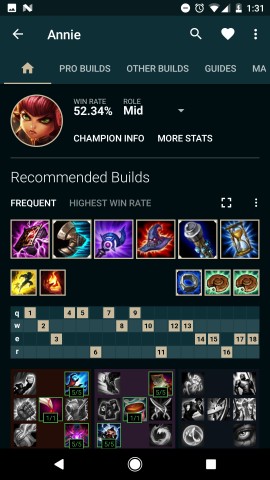 1:31
Annie
PRO BUILDS OTHER BUILDS GUIDES MA
WIN RATE ROLE
52.34% Mid
CHAMPION INFO MORE STATS
Recommended Builds
FREQUENT HIGHEST WIN RATE
q 1 4 5 7 9
w 2 8 10 12 13
e 3 14 15 17 18
r 6 11 16
5/5 5/5
1/1 1/1
5/5 5/5